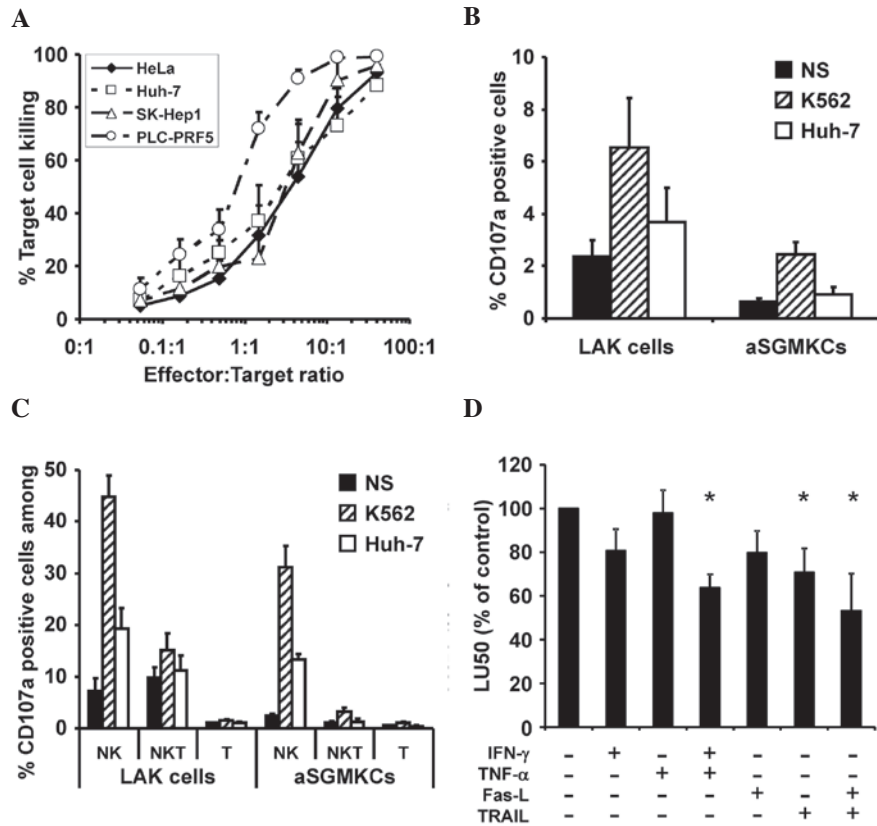 A
% Target cell killing
100
80
60
40
20
0
HeLa
Huh-7
SK-Hep1
PLC-PRF5
0:1 0.1:1 1:1 10:1 100:1
Effector:Target ratio
B
% CD107a positive cells
10
8
6
4
2
0
NS
K562
Huh-7
LAK cells aSGMKCs
C
% CD107a positive cells among
50
40
30
20
10
0
NS
K562
Huh-7
NK NKT T NK NKT T
LAK cells aSGMKCs
D
LU50 (% of control)
120
100
80
60
40
20
0
* * *
IFN-γ - + - + - - -
TNF-α - - + + - - -
Fas-L - - - - + - +
TRAIL - - - - - + +